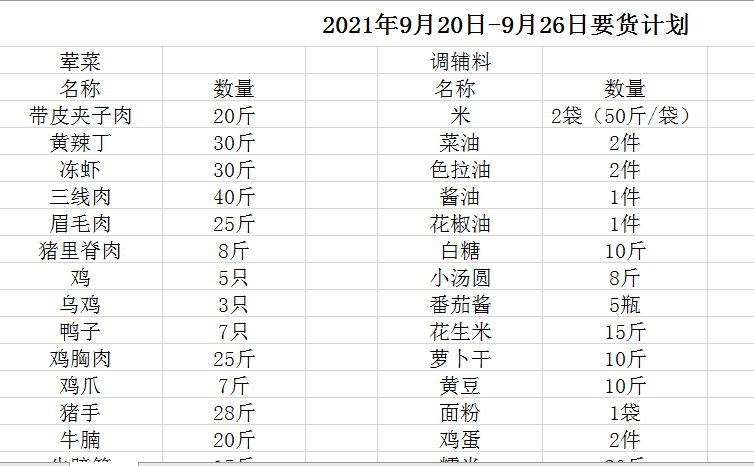 2021年9月20日-9月26日要货计划
荤菜 调辅料
名称 数量 名称 数量
带皮夹子肉 20斤 米 2袋（50斤/袋）
黄辣丁 30斤 菜油 2件
冻虾 30斤 色拉油 2件
三线肉 40斤 酱油 1件
眉毛肉 25斤 花椒油 1件
猪里脊肉 8斤 白糖 10斤
鸡 5只 小汤圆 8斤
乌鸡 3只 番茄酱 5瓶
鸭子 7只 花生米 15斤
鸡胸肉 25斤 萝卜干 10斤
鸡爪 7斤 黄豆 10斤
猪手 28斤 面粉 1袋
牛腩 20斤 鸡蛋 2件